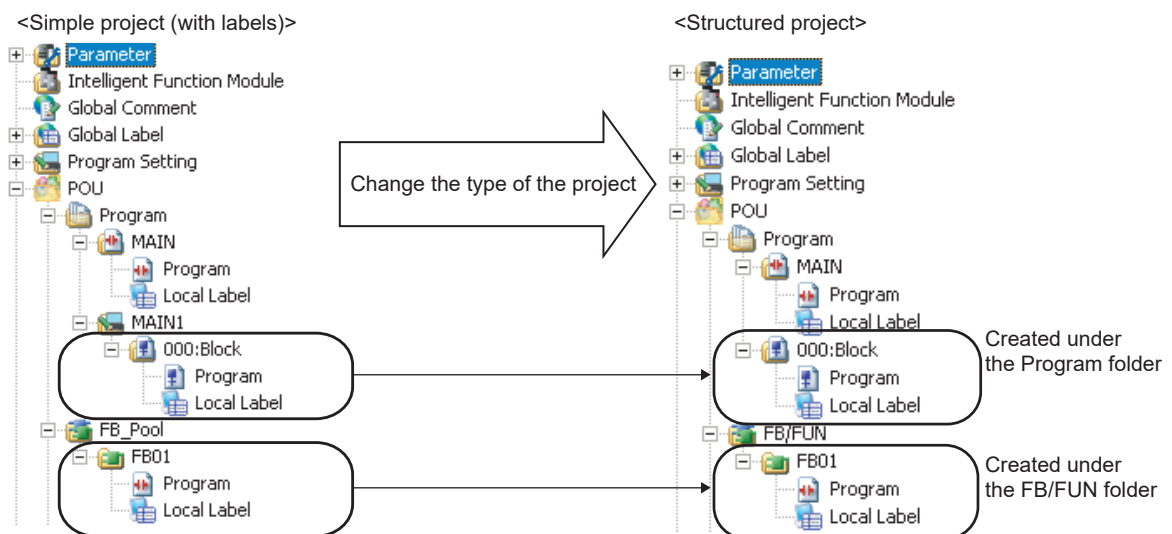 <Simple project (with labels)>
Parameter
Intelligent Function Module
Global Comment
Global Label
Program Setting
POU
Program
MAIN
Program
Local Label
MAIN1
000:Block
Program
Local Label
FB_Pool
FB01
Program
Local Label
Change the type of the project
<Structured project>
Parameter
Intelligent Function Module
Global Comment
Global Label
Program Setting
POU
Program
MAIN
Program
Local Label
000:Block
Program
Local Label
FB/FUN
FB01
Program
Local Label
Created under
the Program folder
Created under
the FB/FUN folder